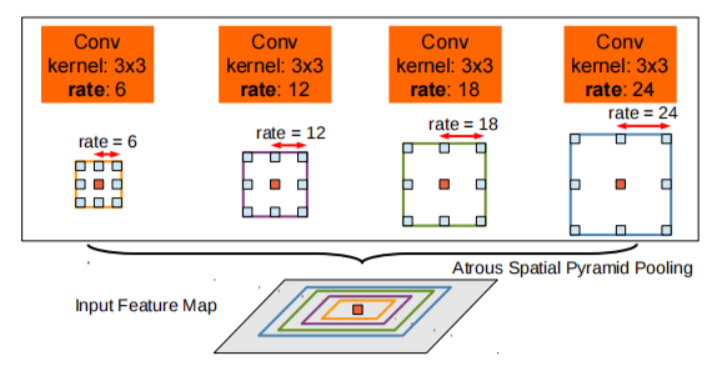 Conv
kernel: 3x3
rate: 6
Conv
kernel: 3x3
rate: 12
Conv
kernel: 3x3
rate: 18
Conv
kernel: 3x3
rate: 24
rate = 6
rate = 12
rate = 18
rate = 24
Atrous Spatial Pyramid Pooling
Input Feature Map